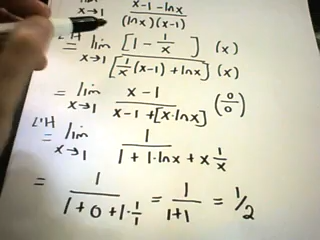 lim x→1 x-1-lnx / (lnx)(x-1)
L'H = lim x→1 [1 - 1/x] (x) / [1/x (x-1) + lnx] (x)
= lim x→1 x-1 / x-1+[x·lnx] (0/0)
L'H = lim x→1 1 / 1+1·lnx+x 1/x
= 1 / 1+0+1·1/1 = 1 / 1+1 = 1/2